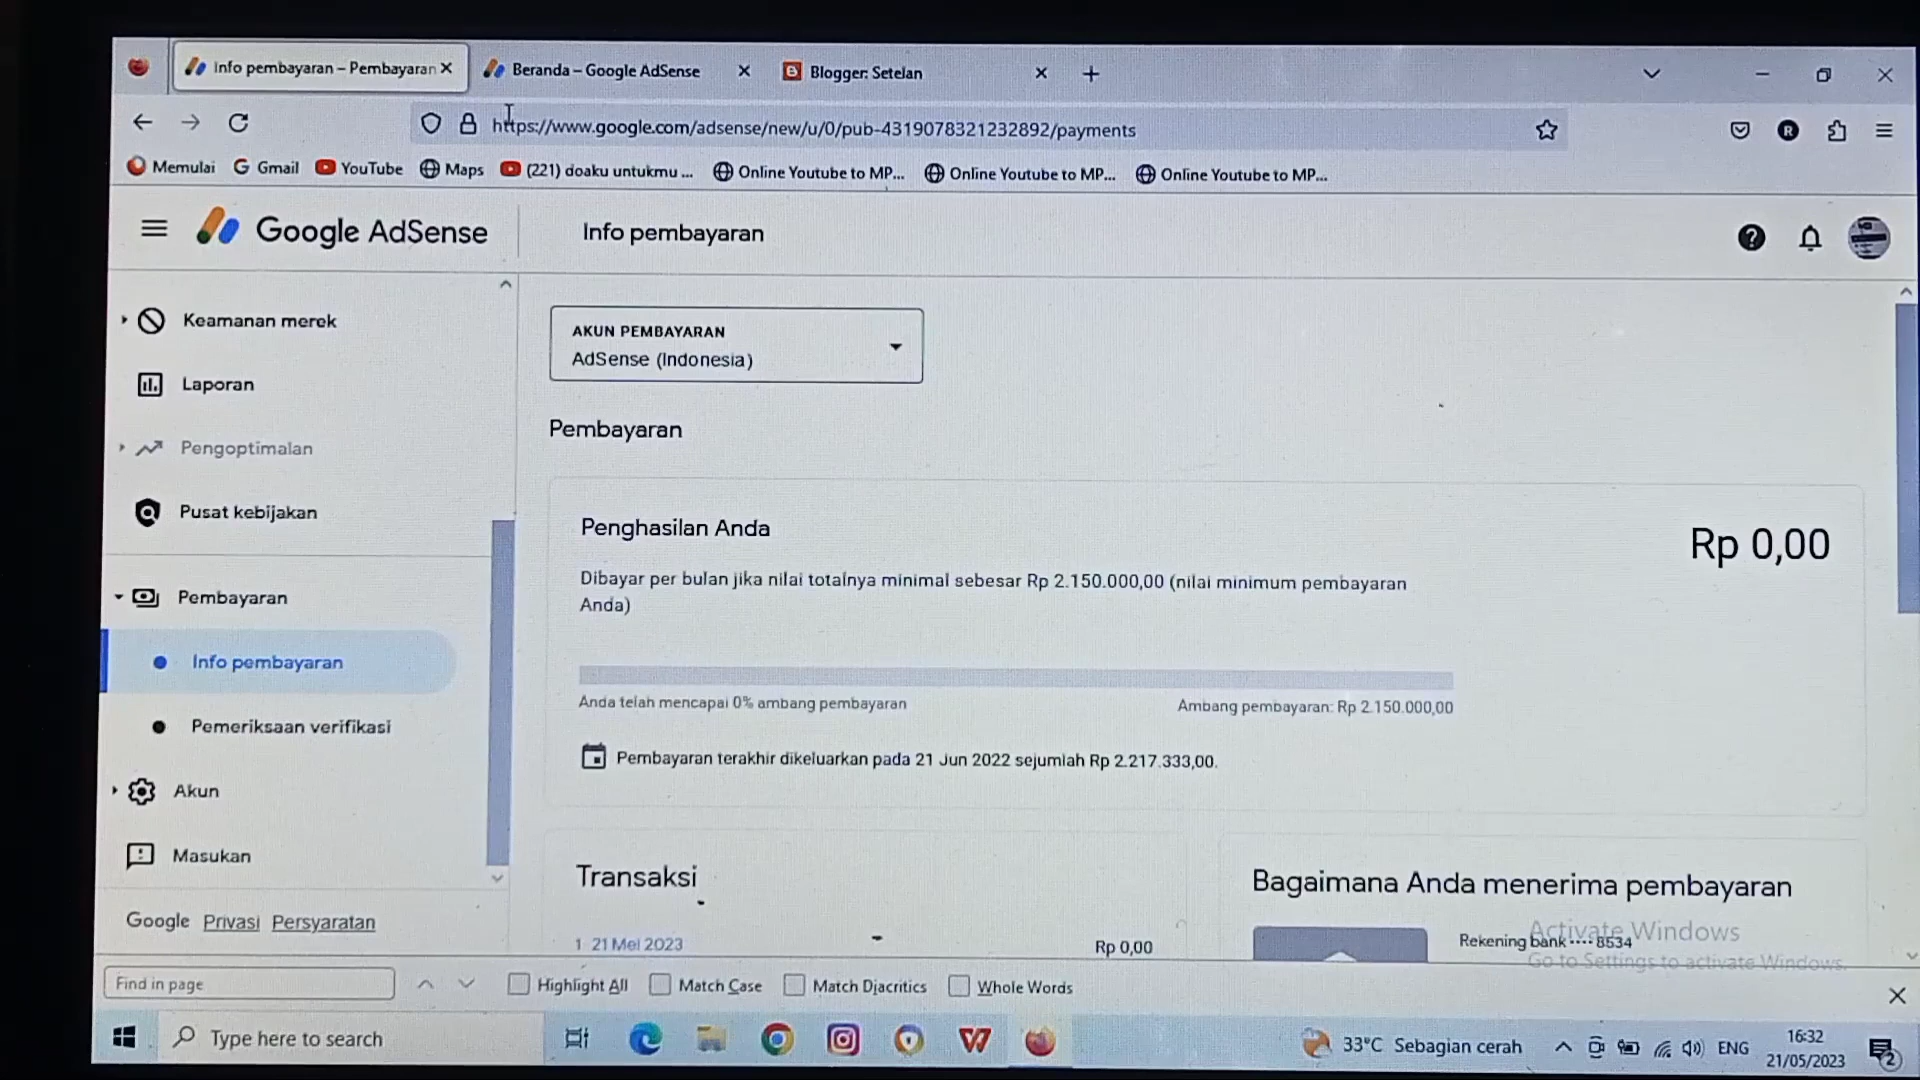 Info pembayaran – Pembayaran
Beranda – Google AdSense
Blogger: Setelan
https://www.google.com/adsense/new/u/0/pub-4319078321232892/payments
Memulai
Gmail
YouTube
Maps
(221) doaku untukmu ...
Online Youtube to MP...
Online Youtube to MP...
Online Youtube to MP...
Google AdSense
Info pembayaran
Keamanan merek
Laporan
Pengoptimalan
Pusat kebijakan
Pembayaran
Info pembayaran
Pemeriksaan verifikasi
Akun
Masukan
Google Privasi Persyaratan
AKUN PEMBAYARAN
AdSense (Indonesia)
Pembayaran
Penghasilan Anda
Rp 0,00
Dibayar per bulan jika nilai totalnya minimal sebesar Rp 2.150.000,00 (nilai minimum pembayaran
Anda)
Anda telah mencapai 0% ambang pembayaran
Ambang pembayaran: Rp 2.150.000,00
Pembayaran terakhir dikeluarkan pada 21 Jun 2022 sejumlah Rp 2.217.333,00.
Transaksi
1 21 Mei 2023
Rp 0,00
Bagaimana Anda menerima pembayaran
Rekening bank •••• 8534
Activate Windows
Go to Settings to activate Windows.
Find in page
Highlight All
Match Case
Match Diacritics
Whole Words
Type here to search
33°C Sebagian cerah
ENG
16:32
21/05/2023
2